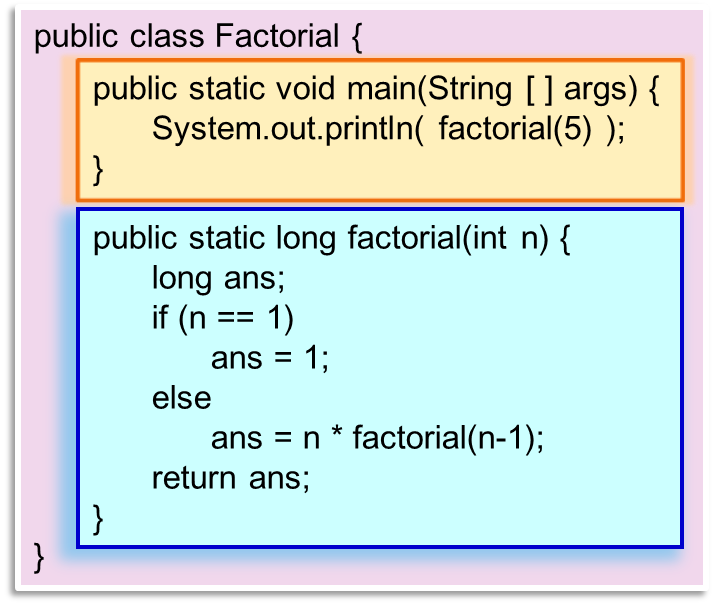 public class Factorial {
public static void main(String [ ] args) {
System.out.println( factorial(5) );
}
public static long factorial(int n) {
long ans;
if (n == 1)
ans = 1;
else
ans = n * factorial(n-1);
return ans;
}
}